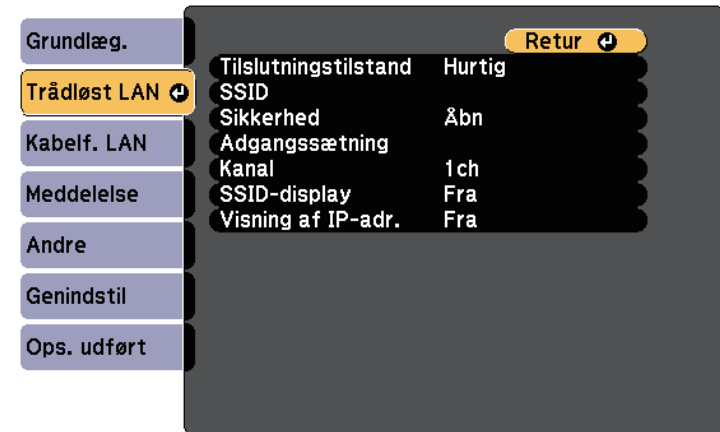 Grundlæg.
Trådløst LAN
Kabelf. LAN
Meddelelse
Andre
Genindstil
Ops. udført
Retur
Tilslutningstilstand Hurtig
SSID
Sikkerhed Åbn
Adgangssætning
Kanal 1ch
SSID-display Fra
Visning af IP-adr. Fra